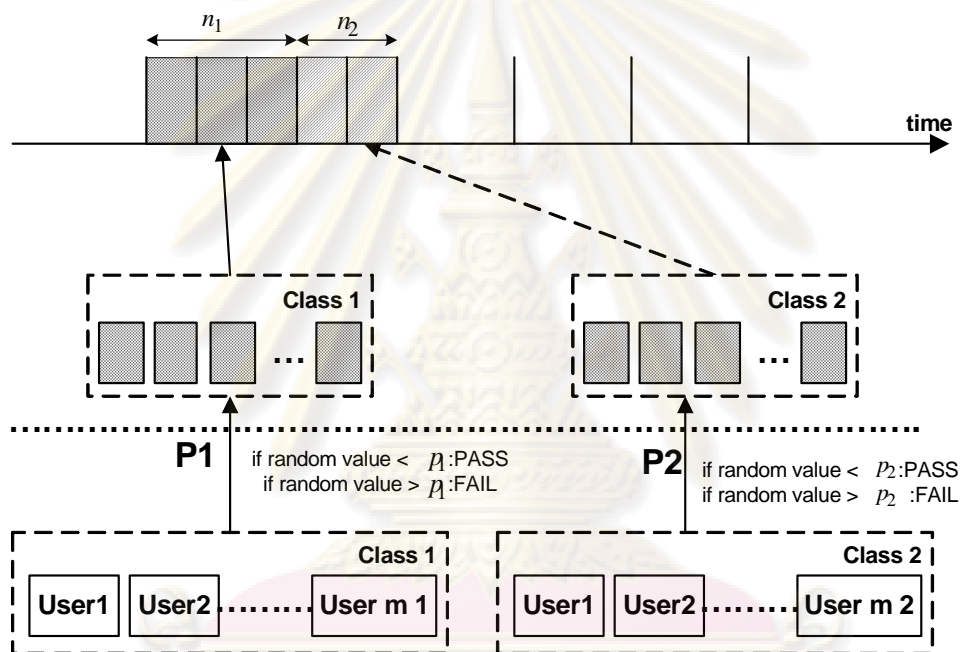 n1 n2
time
Class 1
Class 2
...
...
P1
if random value < p1:PASS
if random value > p1:FAIL
P2
if random value < p2:PASS
if random value > p2 :FAIL
Class 1
User1 User2 ......... User m 1
Class 2
User1 User2 ......... User m 2